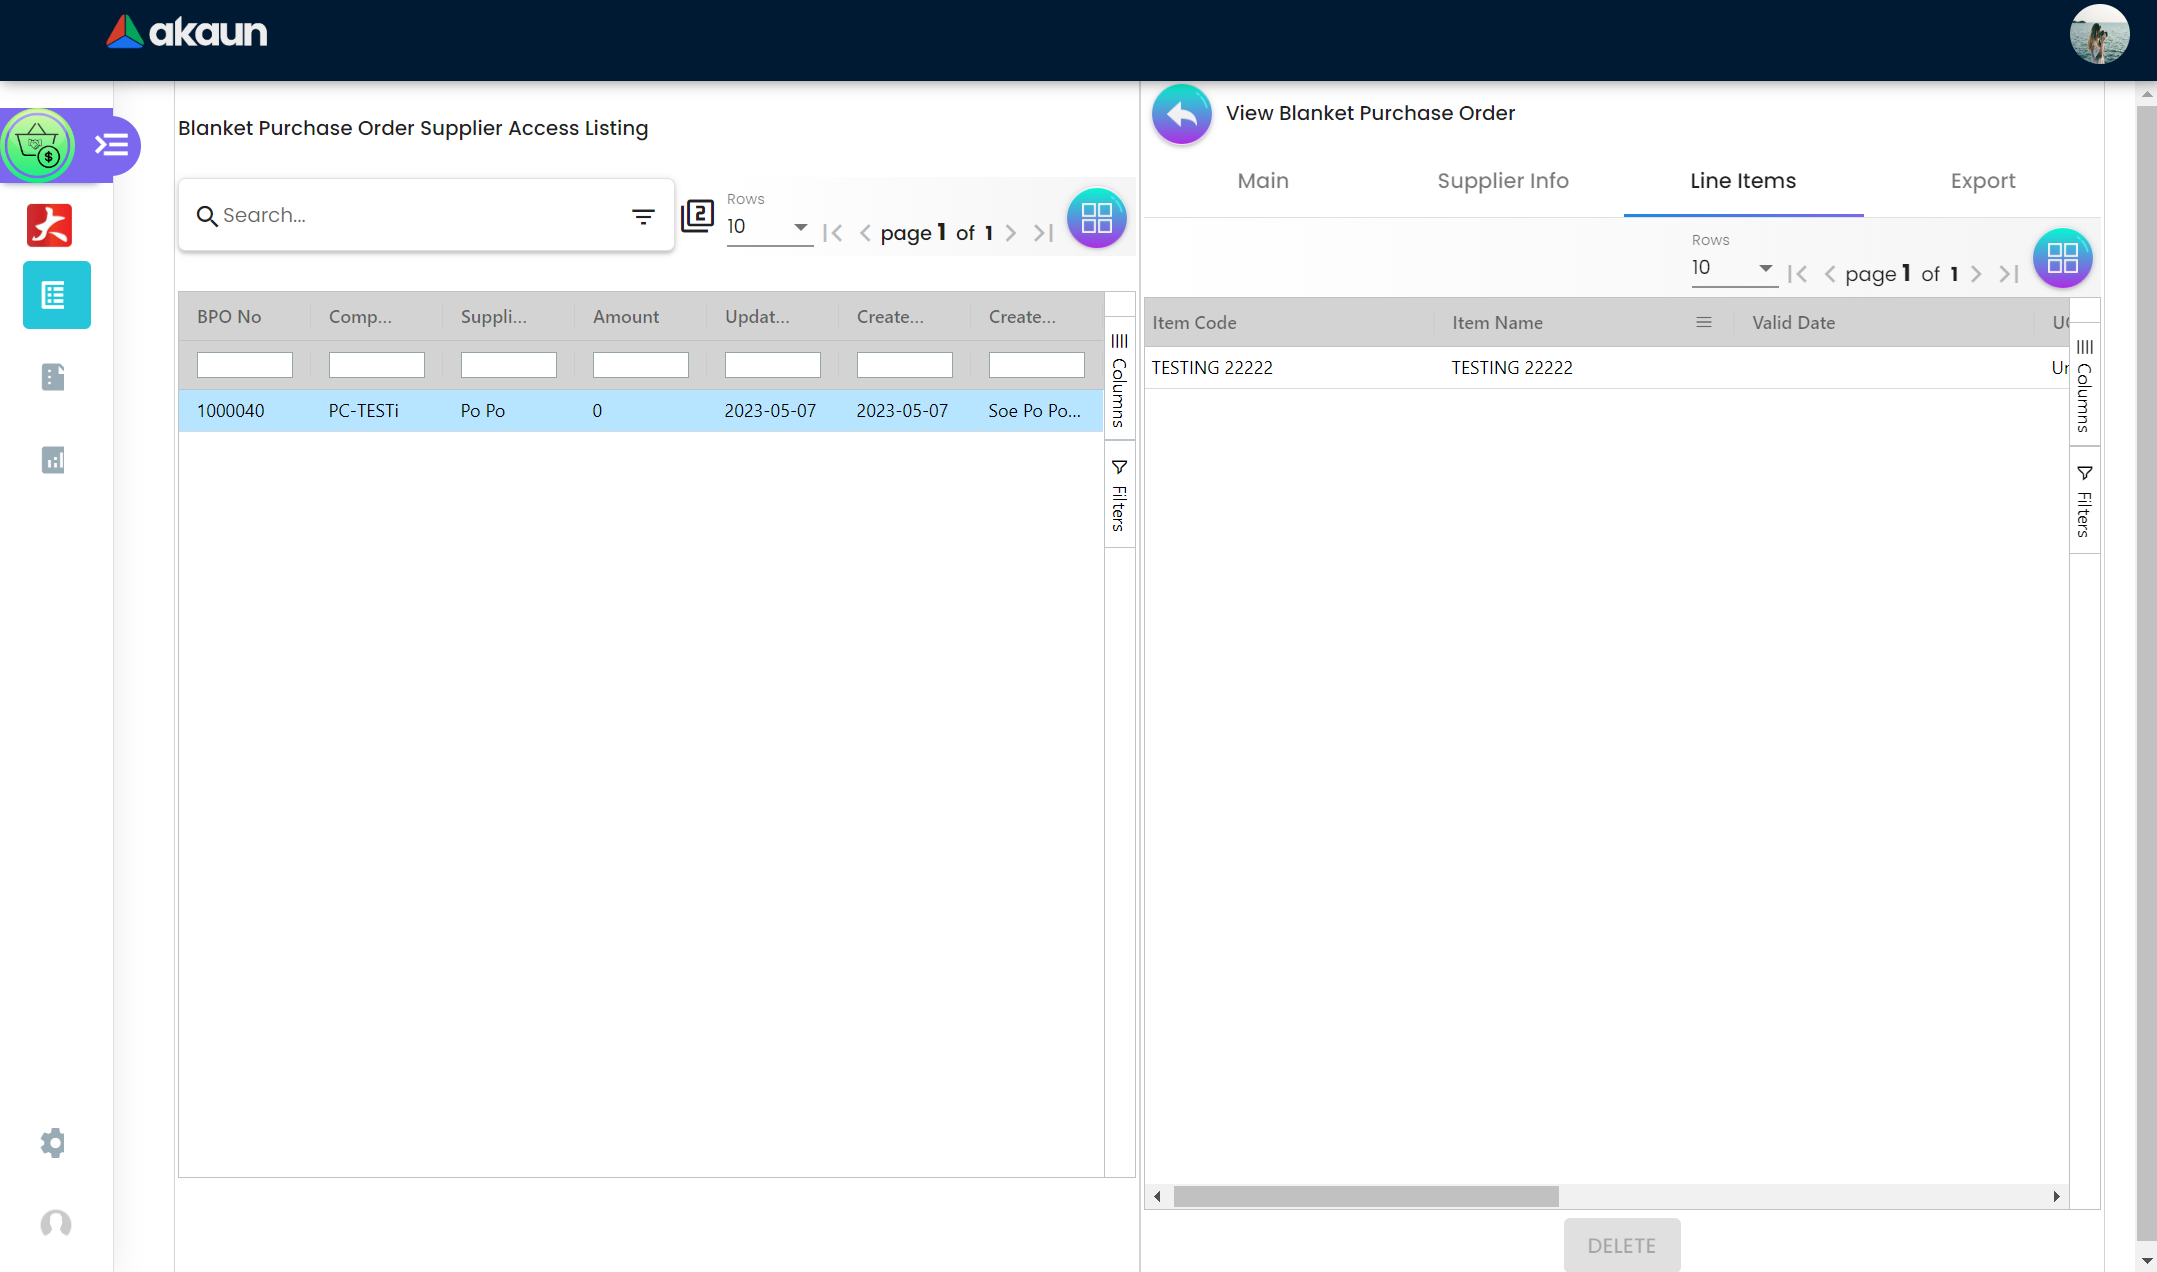 akaun
Blanket Purchase Order Supplier Access Listing
Search...
2
Rows
10
page 1 of 1
BPO No Comp... Suppli... Amount Updat... Create... Create...
1000040 PC-TESTi Po Po 0 2023-05-07 2023-05-07 Soe Po Po...
Columns
Filters
View Blanket Purchase Order
Main Supplier Info Line Items Export
Rows
10
page 1 of 1
Item Code Item Name Valid Date
TESTING 22222 TESTING 22222
Columns
Filters
DELETE